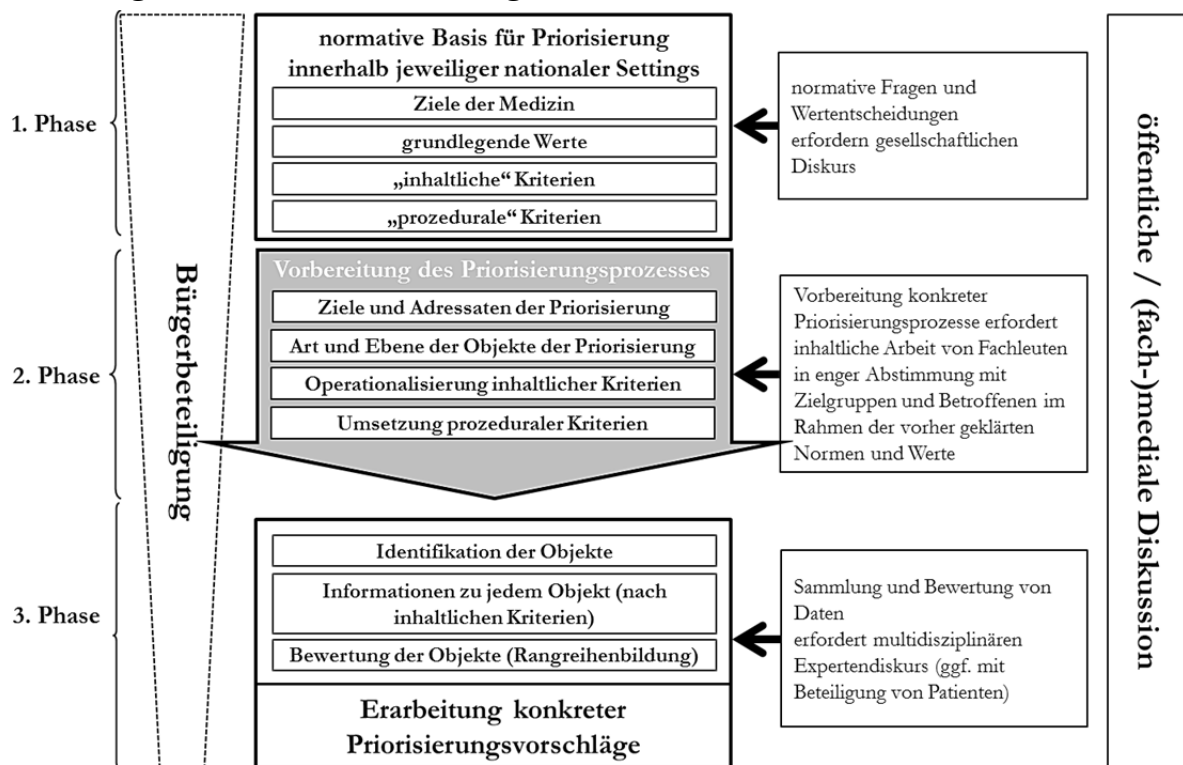 normative Basis für Priorisierung
innerhalb jeweiliger nationaler Settings
Ziele der Medizin
grundlegende Werte
„inhaltliche“ Kriterien
„prozedurale“ Kriterien
1. Phase
normative Fragen und
Wertentscheidungen
erfordern gesellschaftlichen
Diskurs
Vorbereitung des Priorisierungsprozesses
Ziele und Adressaten der Priorisierung
Art und Ebene der Objekte der Priorisierung
Operationalisierung inhaltlicher Kriterien
Umsetzung prozeduraler Kriterien
2. Phase
Vorbereitung konkreter
Priorisierungsprozesse erfordert
inhaltliche Arbeit von Fachleuten
in enger Abstimmung mit
Zielgruppen und Betroffenen im
Rahmen der vorher geklärten
Normen und Werte
Identifikation der Objekte
Informationen zu jedem Objekt (nach
inhaltlichen Kriterien)
Bewertung der Objekte (Rangreihenbildung)
Erarbeitung konkreter
Priorisierungsvorschläge
3. Phase
Sammlung und Bewertung von
Daten
erfordert multidisziplinären
Expertendiskurs (ggf. mit
Beteiligung von Patienten)
Bürgerbeteiligung
öffentliche / (fach-)mediale Diskussion